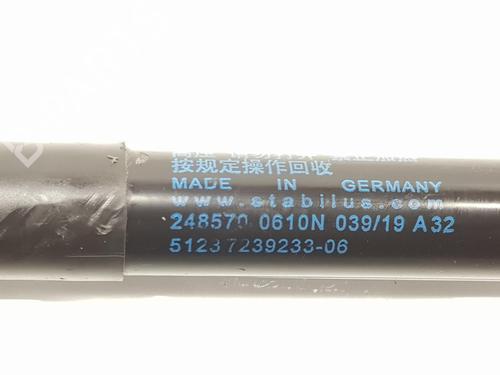 按规定操作回收
MADE IN GERMANY
www.stabilus.com
248570 0610N 039/19 A32
51237239233-06